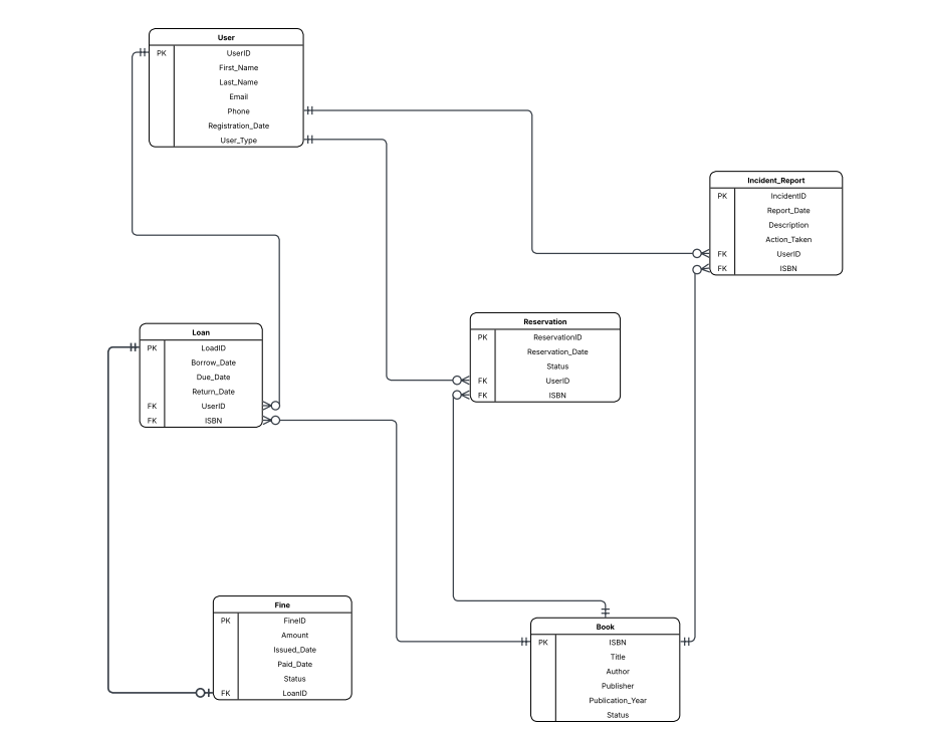 User
PK UserID
First_Name
Last_Name
Email
Phone
Registration_Date
User_Type
Incident_Report
PK IncidentID
Report_Date
Description
Action_Taken
FK UserID
FK ISBN
Loan
PK LoadID
Borrow_Date
Due_Date
Return_Date
FK UserID
FK ISBN
Reservation
PK ReservationID
Reservation_Date
Status
FK UserID
FK ISBN
Fine
PK FineID
Amount
Issued_Date
Paid_Date
Status
FK LoanID
Book
PK ISBN
Title
Author
Publisher
Publication_Year
Status